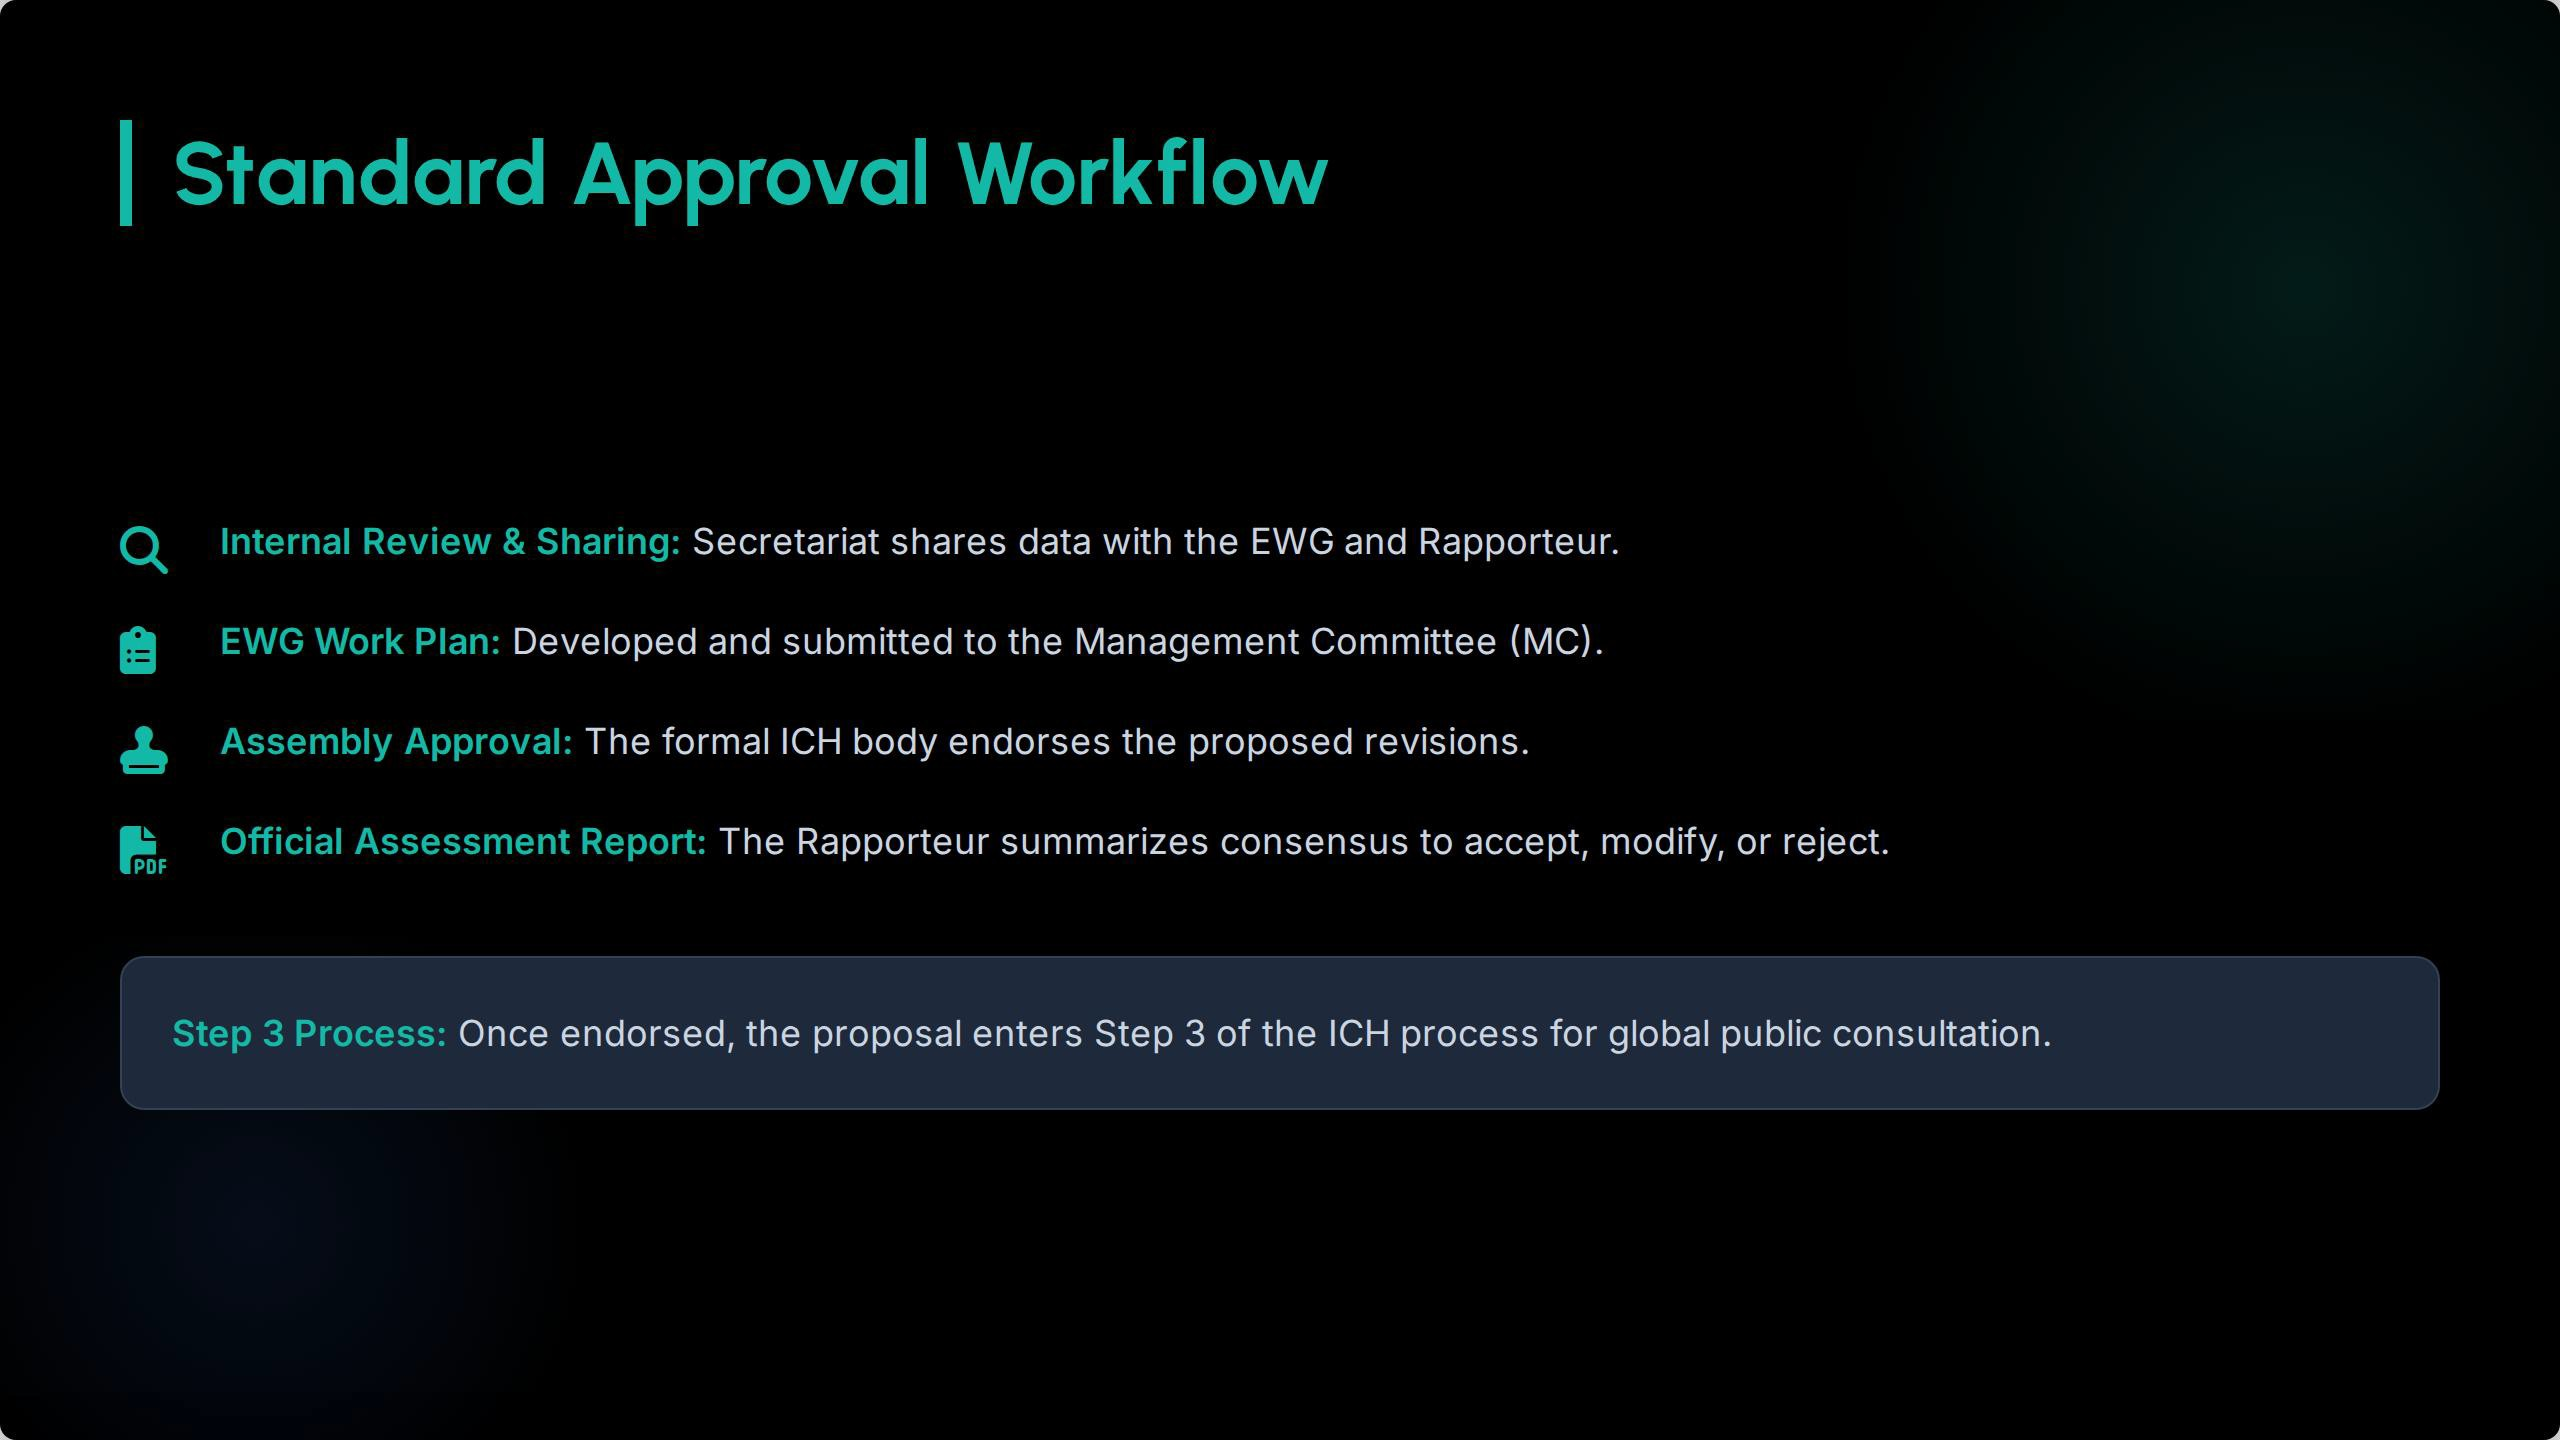 Standard Approval Workflow
Internal Review & Sharing: Secretariat shares data with the EWG and Rapporteur.
EWG Work Plan: Developed and submitted to the Management Committee (MC).
Assembly Approval: The formal ICH body endorses the proposed revisions.
Official Assessment Report: The Rapporteur summarizes consensus to accept, modify, or reject.
PDF
Step 3 Process: Once endorsed, the proposal enters Step 3 of the ICH process for global public consultation.